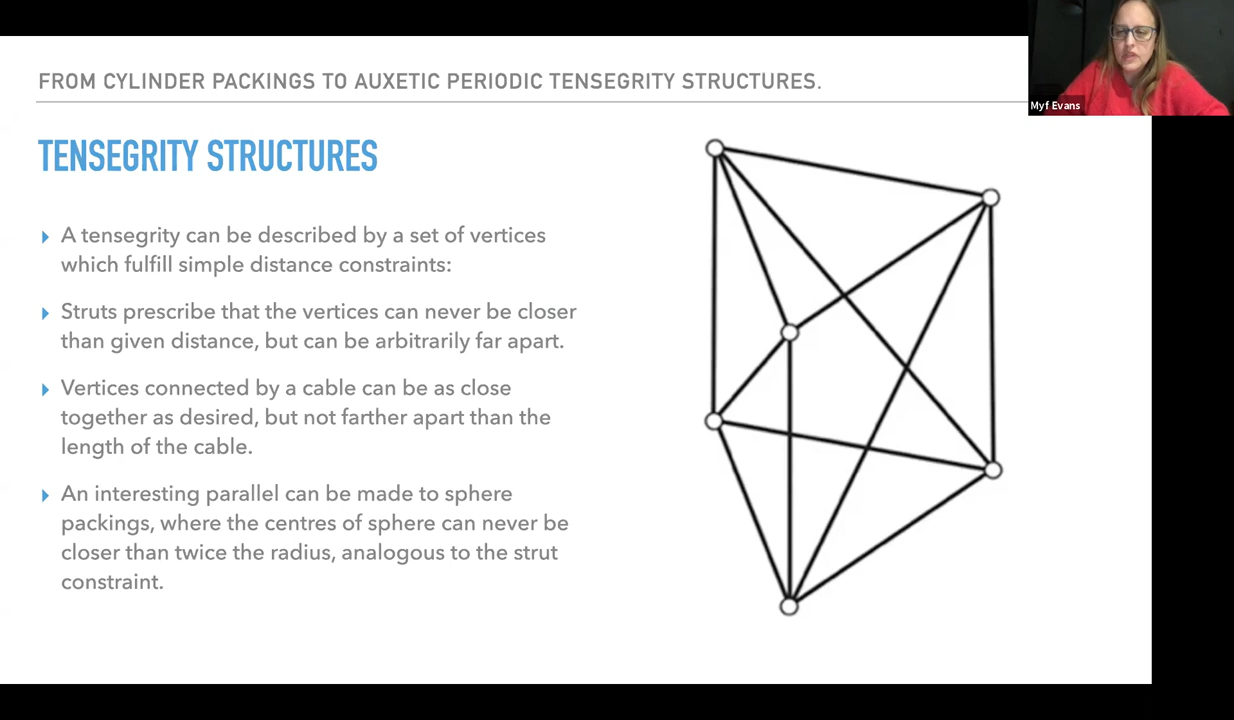 FROM CYLINDER PACKINGS TO AUXETIC PERIODIC TENSEGRITY STRUCTURES.
Myf Evans
TENSEGRITY STRUCTURES
A tensegrity can be described by a set of vertices
which fulfill simple distance constraints:
Struts prescribe that the vertices can never be closer
than given distance, but can be arbitrarily far apart.
Vertices connected by a cable can be as close
together as desired, but not farther apart than the
length of the cable.
An interesting parallel can be made to sphere
packings, where the centres of sphere can never be
closer than twice the radius, analogous to the strut
constraint.